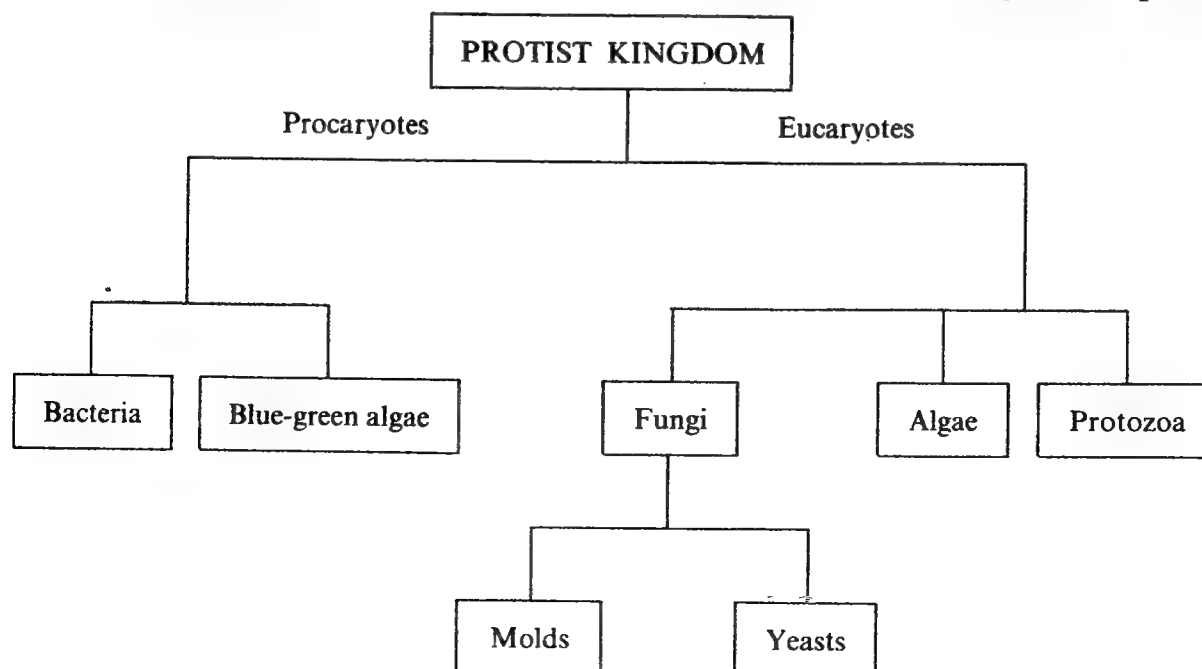 PROTIST KINGDOM
Procaryotes Eucaryotes
Bacteria Blue-green algae Fungi Algae Protozoa
Molds Yeasts